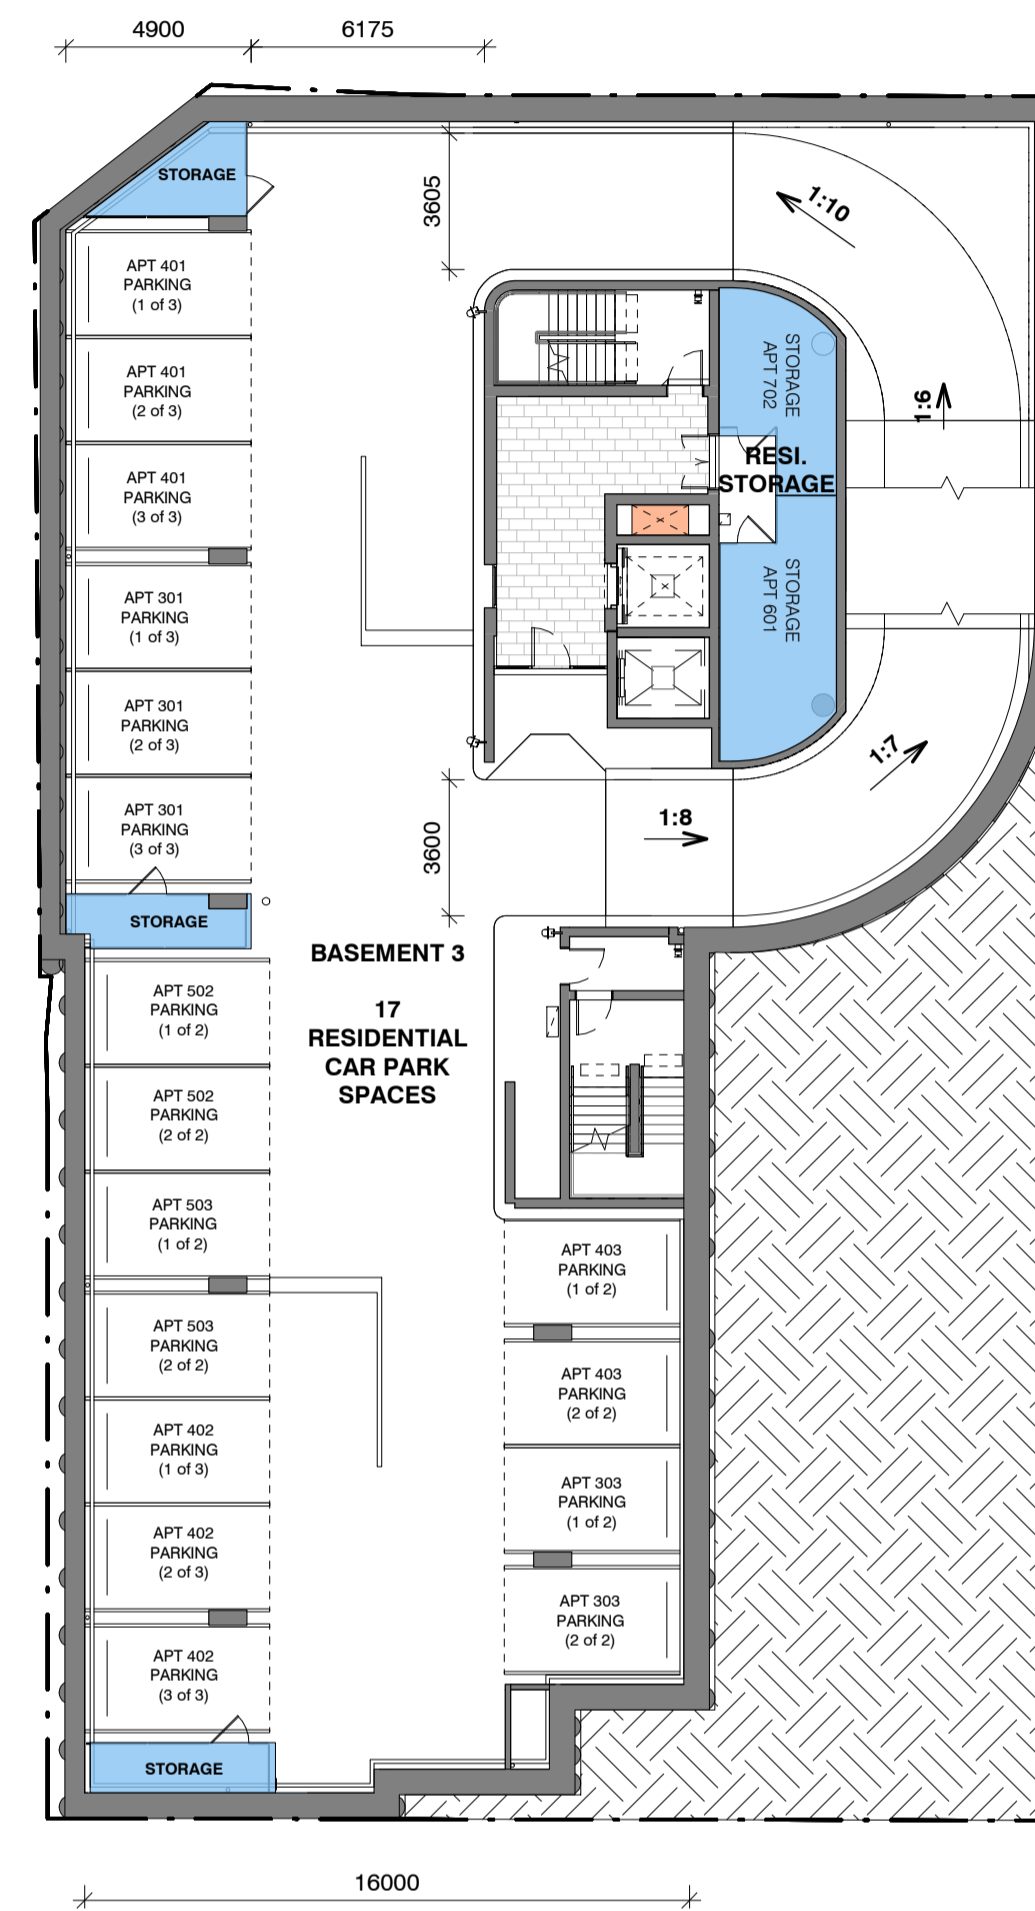 4900
6175
STORAGE
3605
1:10
APT 401
PARKING
(1 of 3)
APT 401
PARKING
(2 of 3)
APT 401
PARKING
(3 of 3)
STORAGE
APT 702
1:6
RESI.
STORAGE
STORAGE
APT 601
APT 301
PARKING
(1 of 3)
APT 301
PARKING
(2 of 3)
APT 301
PARKING
(3 of 3)
1:7
1:8
3600
STORAGE
BASEMENT 3
17
RESIDENTIAL
CAR PARK
SPACES
APT 502
PARKING
(1 of 2)
APT 502
PARKING
(2 of 2)
APT 503
PARKING
(1 of 2)
APT 503
PARKING
(2 of 2)
APT 402
PARKING
(1 of 3)
APT 402
PARKING
(2 of 3)
APT 402
PARKING
(3 of 3)
APT 403
PARKING
(1 of 2)
APT 403
PARKING
(2 of 2)
APT 303
PARKING
(1 of 2)
APT 303
PARKING
(2 of 2)
STORAGE
16000